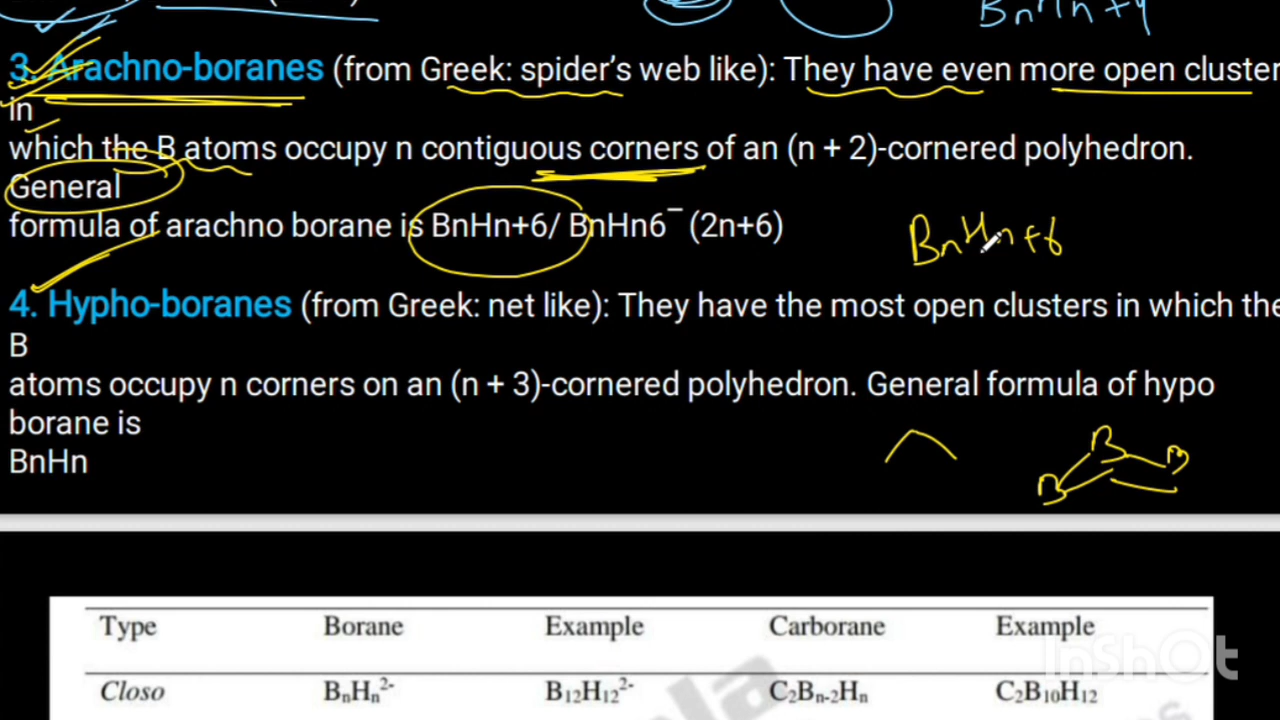 BnHn+4
3. Arachno-boranes (from Greek: spider's web like): They have even more open cluster
in
which the B atoms occupy n contiguous corners of an (n + 2)-cornered polyhedron.
General
formula of arachno borane is BnHn+6/ BnHn6⁻ (2n+6)
BnHn+6
4. Hypho-boranes (from Greek: net like): They have the most open clusters in which the
B
atoms occupy n corners on an (n + 3)-cornered polyhedron. General formula of hypo
borane is
BnHn
B
B B
Type Borane Example Carborane Example
InShOt
Closo BₙHₙ²⁻ B₁₂H₁₂²⁻ C₂Bₙ₋₂Hₙ C₂B₁₀H₁₂